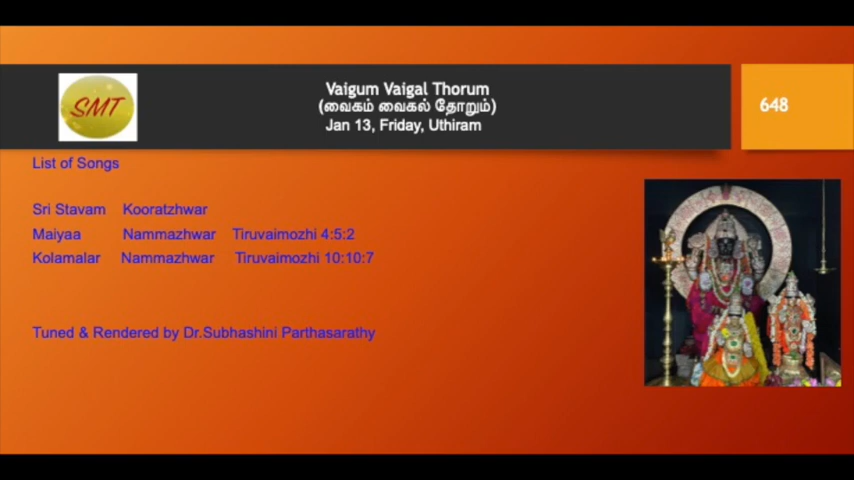 SMT
Vaigum Vaigal Thorum
(வைகம் வைகல் தோறும்)
Jan 13, Friday, Uthiram
648
List of Songs
Sri Stavam Kooratzhwar
Maiyaa Nammazhwar Tiruvaimozhi 4:5:2
Kolamalar Nammazhwar Tiruvaimozhi 10:10:7
Tuned & Rendered by Dr.Subhashini Parthasarathy